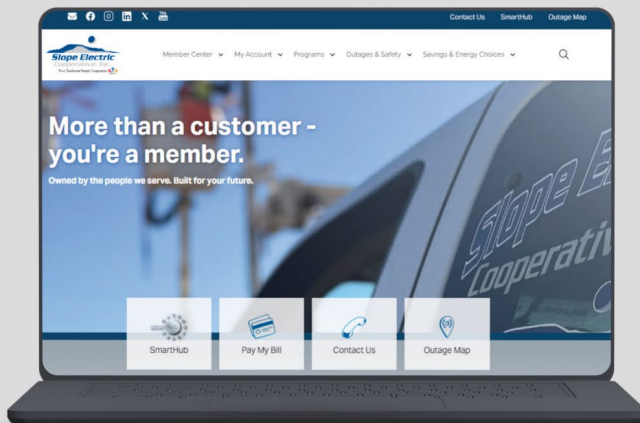 You Tube
Contact Us SmartHub Outage Map
Slope Electric
Cooperative, Inc.
Member Center My Account Programs Outages & Safety Savings & Energy Choices
More than a customer -
you're a member.
Owned by the people we serve. Built for your future.
Slope E
Cooperativ
SmartHub Pay My Bill Contact Us Outage Map